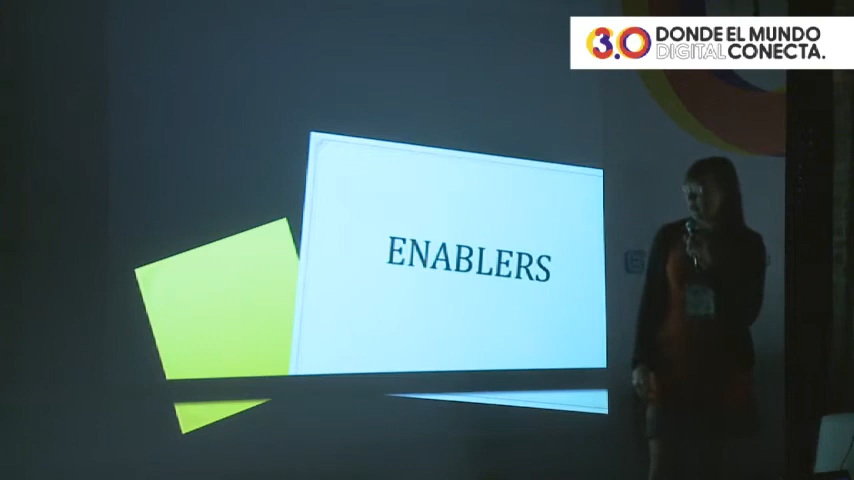 3.0 DONDE EL MUNDO
DIGITAL CONECTA.
ENABLERS